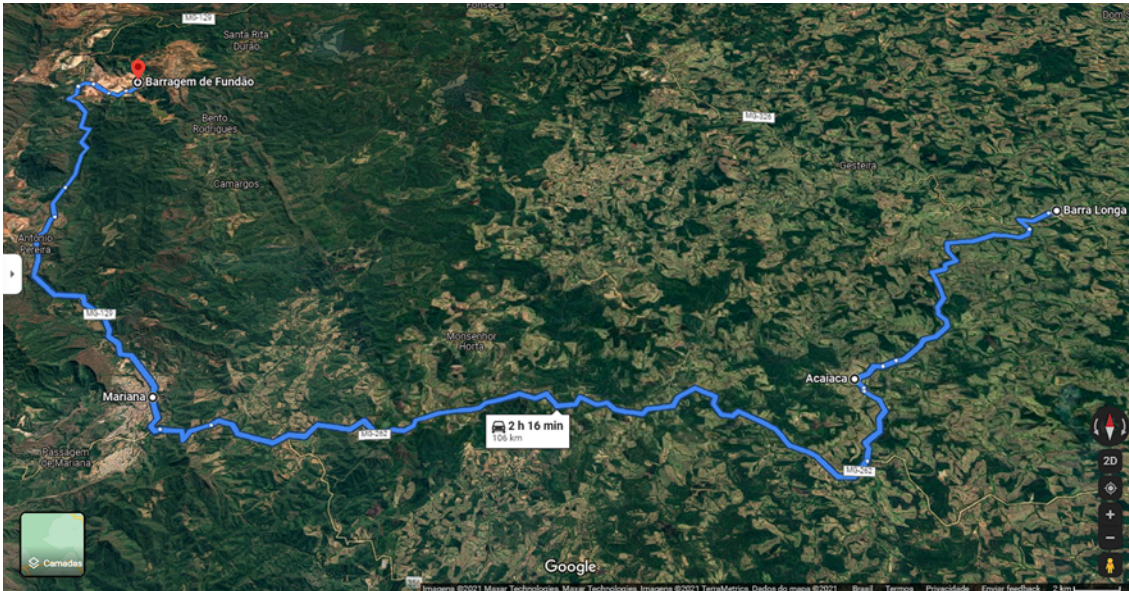 MG-129
Fonseca
Santa Rita
Durão
Barragem de Fundão
Bento
Rodrigues
MG-326
Camargos
Gesteira
Barra Longa
Antônio
Pereira
MG-129
Monsenhor
Horta
Acaiaca
Mariana
2 h 16 min
106 km
MG-262
Passagem
De Mariana
MG-262
2D
Camadas
Google
Imagens ©2021 Maxar Technologies, Maxar Technologies, Imagens ©2021 TerraMetrics, Dados do mapa ©2021 Brasil Termos Privacidade Enviar feedback 2 km